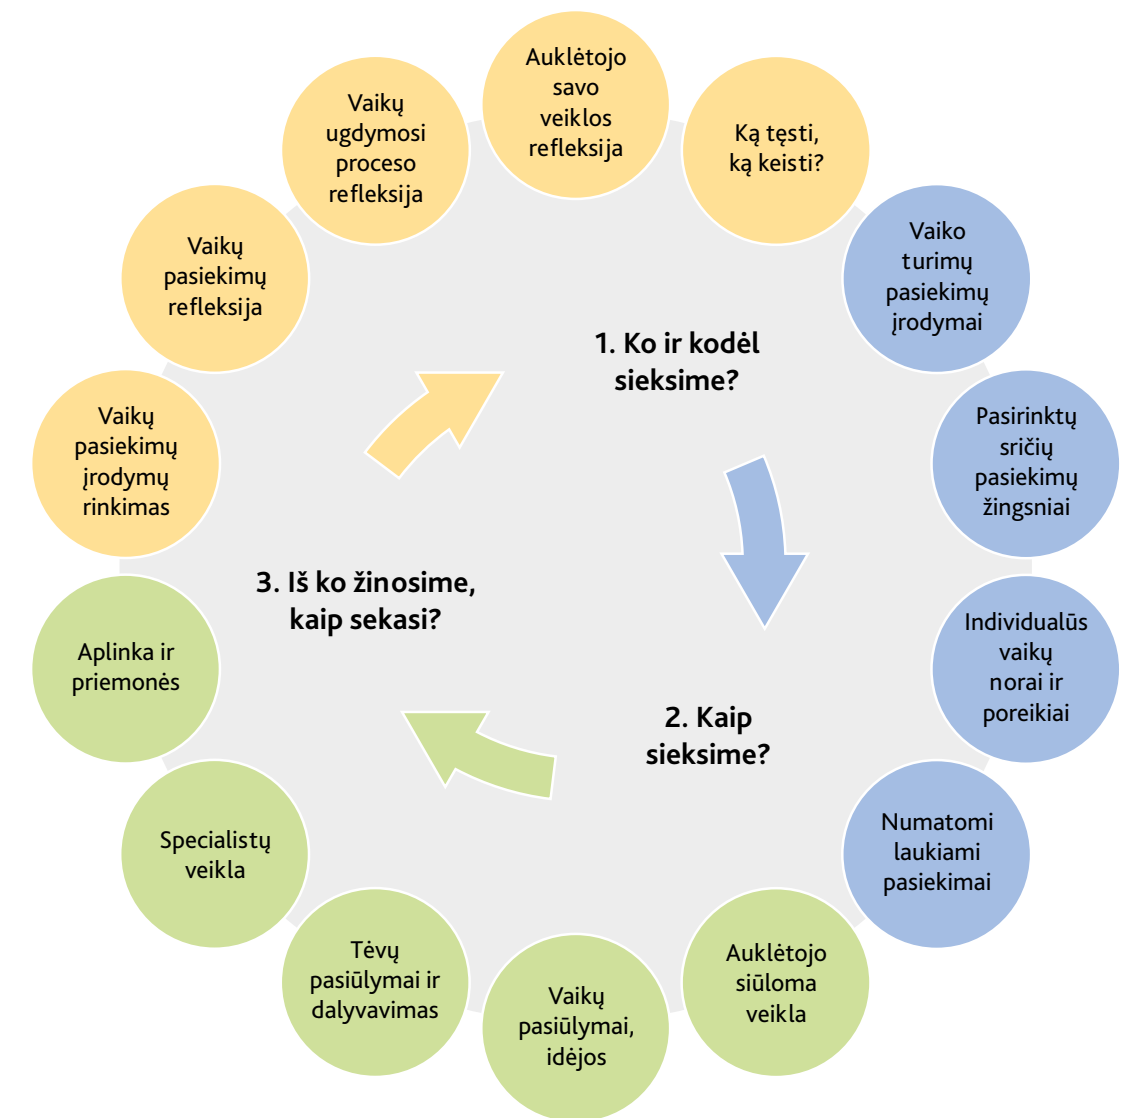 Auklėtojo
savo
veiklos
refleksija
Ką tęsti,
ką keisti?
Vaiko
turimų
pasiekimų
įrodymai
Pasirinktų
sričių
pasiekimų
žingsniai
Individualūs
vaikų
norai ir
poreikiai
Numatomi
laukiami
pasiekimai
Auklėtojo
siūloma
veikla
Vaikų
pasiūlymai,
idėjos
Tėvų
pasiūlymai ir
dalyvavimas
Specialistų
veikla
Aplinka ir
priemonės
Vaikų
pasiekimų
įrodymų
rinkimas
Vaikų
pasiekimų
refleksija
Vaikų
ugdymosi
proceso
refleksija
1. Ko ir kodėl
sieksime?
2. Kaip
sieksime?
3. Iš ko žinosime,
kaip sekasi?